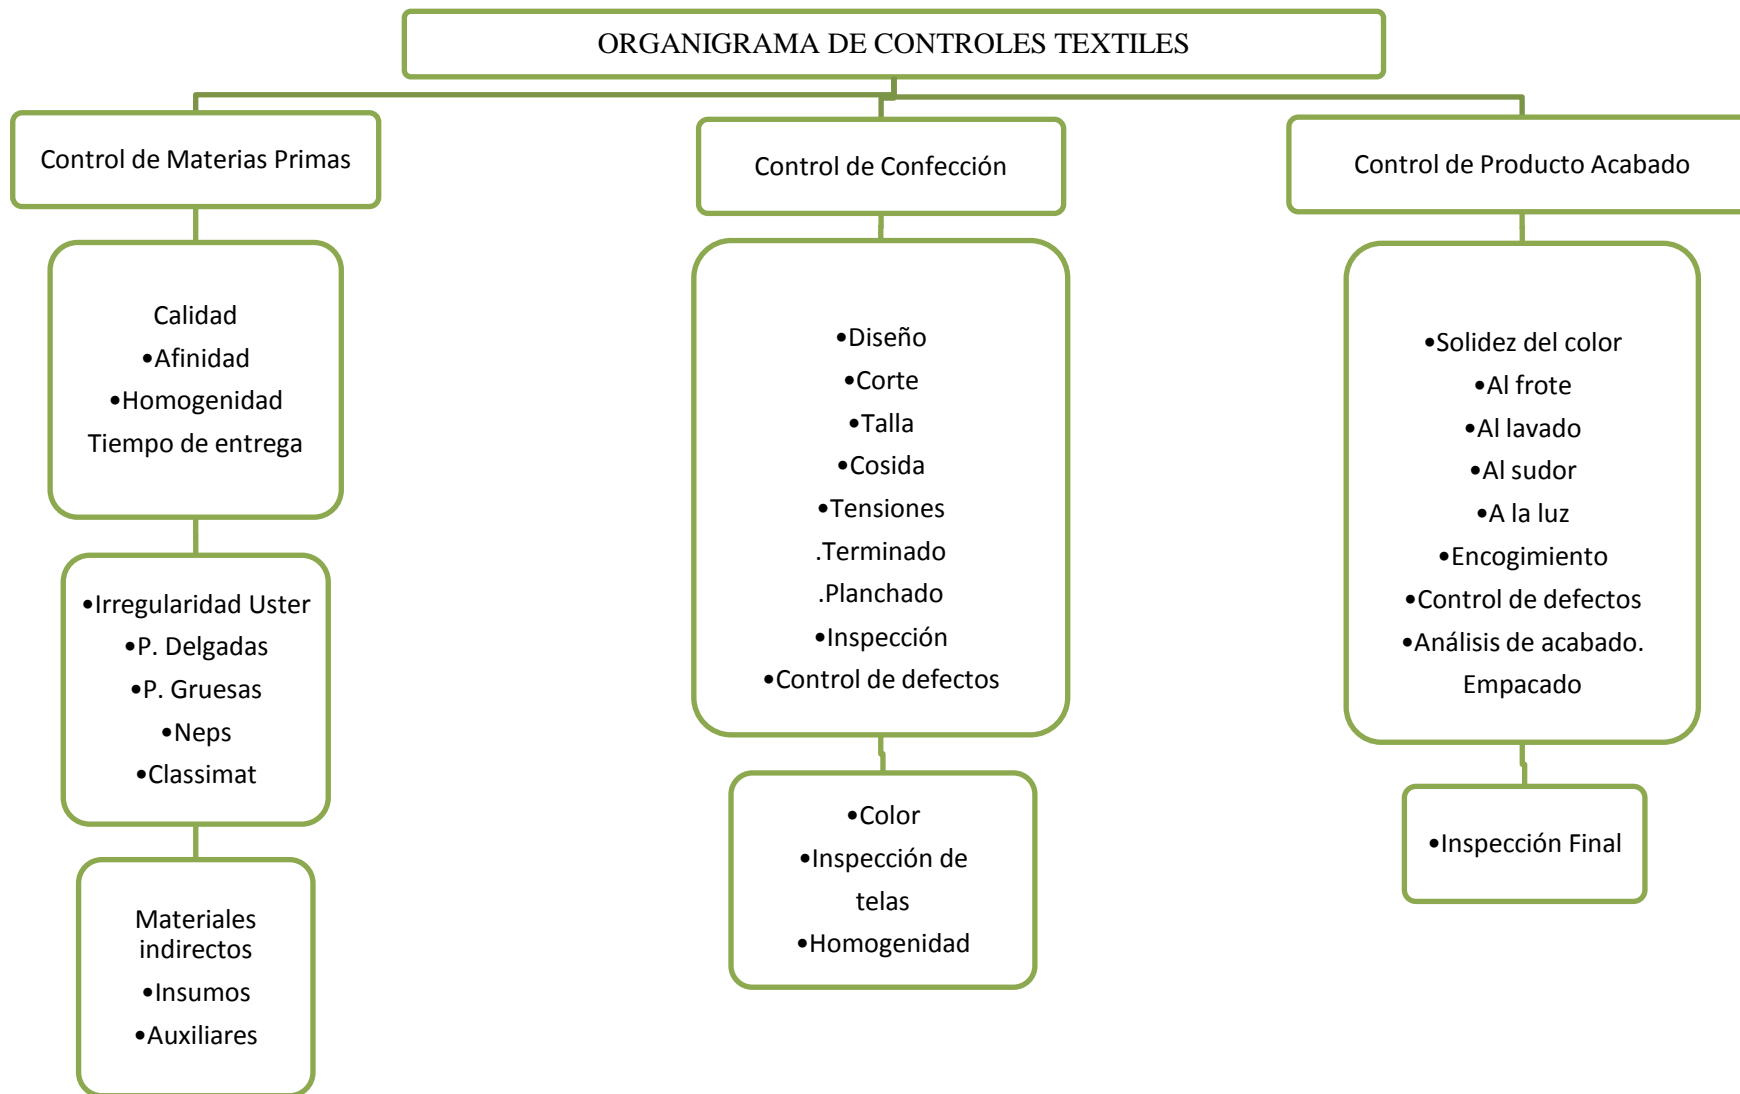 ORGANIGRAMA DE CONTROLES TEXTILES
Control de Materias Primas
Calidad
•Afinidad
•Homogenidad
Tiempo de entrega
•Irregularidad Uster
•P. Delgadas
•P. Gruesas
•Neps
•Classimat
Materiales
indirectos
•Insumos
•Auxiliares
Control de Confección
•Diseño
•Corte
•Talla
•Cosida
•Tensiones
.Terminado
.Planchado
•Inspección
•Control de defectos
•Color
•Inspección de
telas
•Homogenidad
Control de Producto Acabado
•Solidez del color
•Al frote
•Al lavado
•Al sudor
•A la luz
•Encogimiento
•Control de defectos
•Análisis de acabado.
Empacado
•Inspección Final